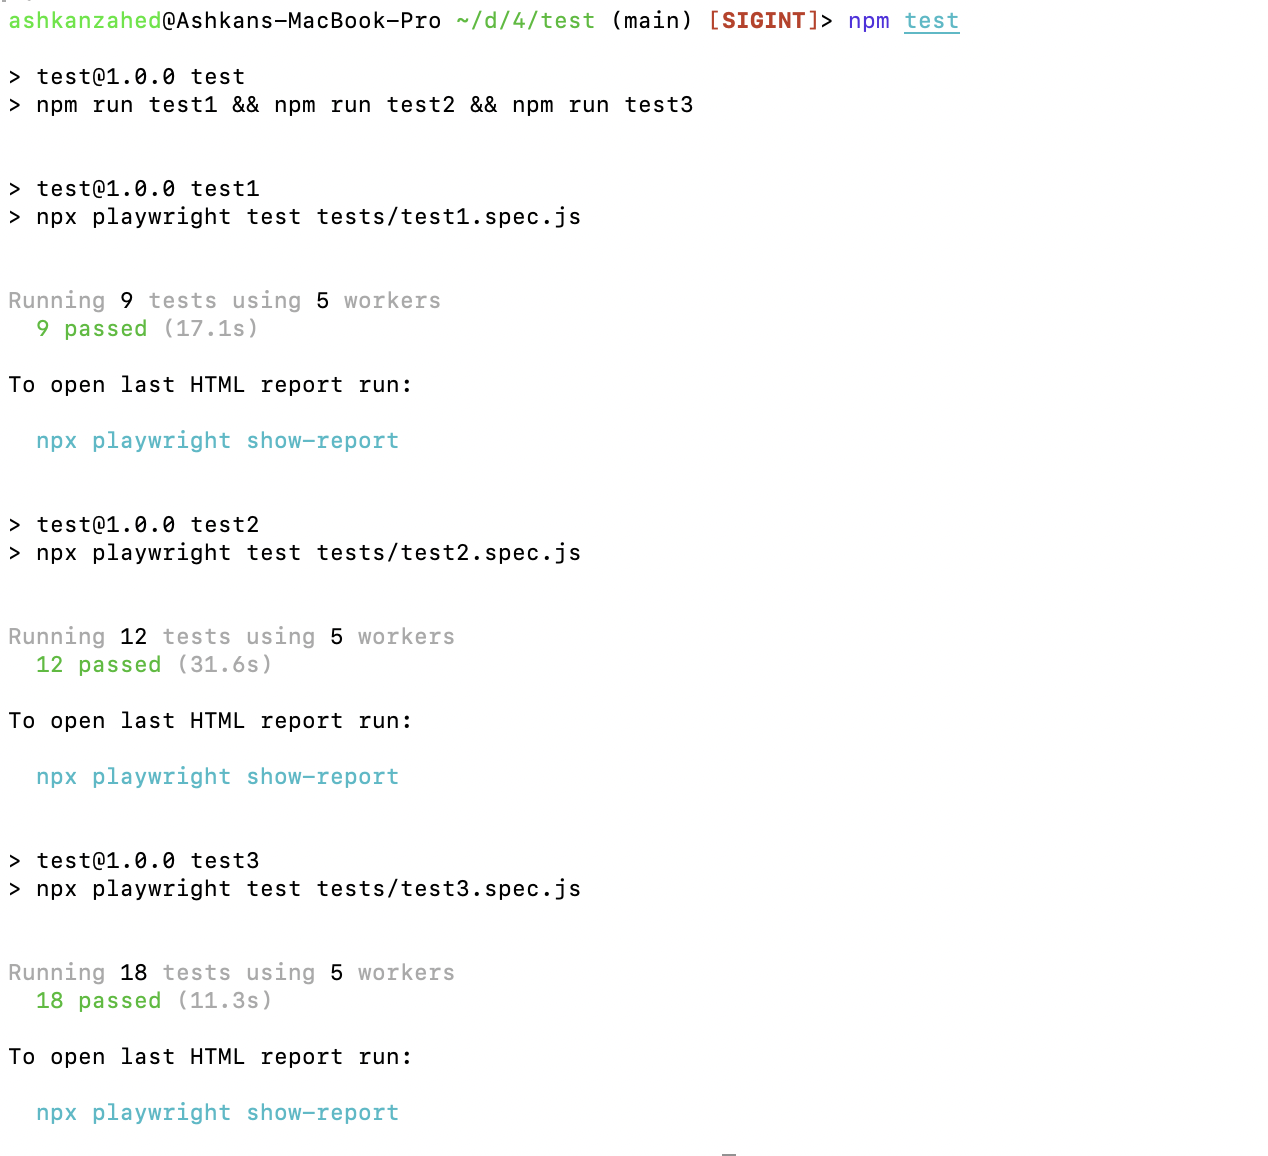 ashkanzahed@Ashkans-MacBook-Pro ~/d/4/test (main) [SIGINT]> npm test
> test@1.0.0 test
> npm run test1 && npm run test2 && npm run test3
> test@1.0.0 test1
> npx playwright test tests/test1.spec.js
Running 9 tests using 5 workers
9 passed (17.1s)
To open last HTML report run:
npx playwright show-report
> test@1.0.0 test2
> npx playwright test tests/test2.spec.js
Running 12 tests using 5 workers
12 passed (31.6s)
To open last HTML report run:
npx playwright show-report
> test@1.0.0 test3
> npx playwright test tests/test3.spec.js
Running 18 tests using 5 workers
18 passed (11.3s)
To open last HTML report run:
npx playwright show-report